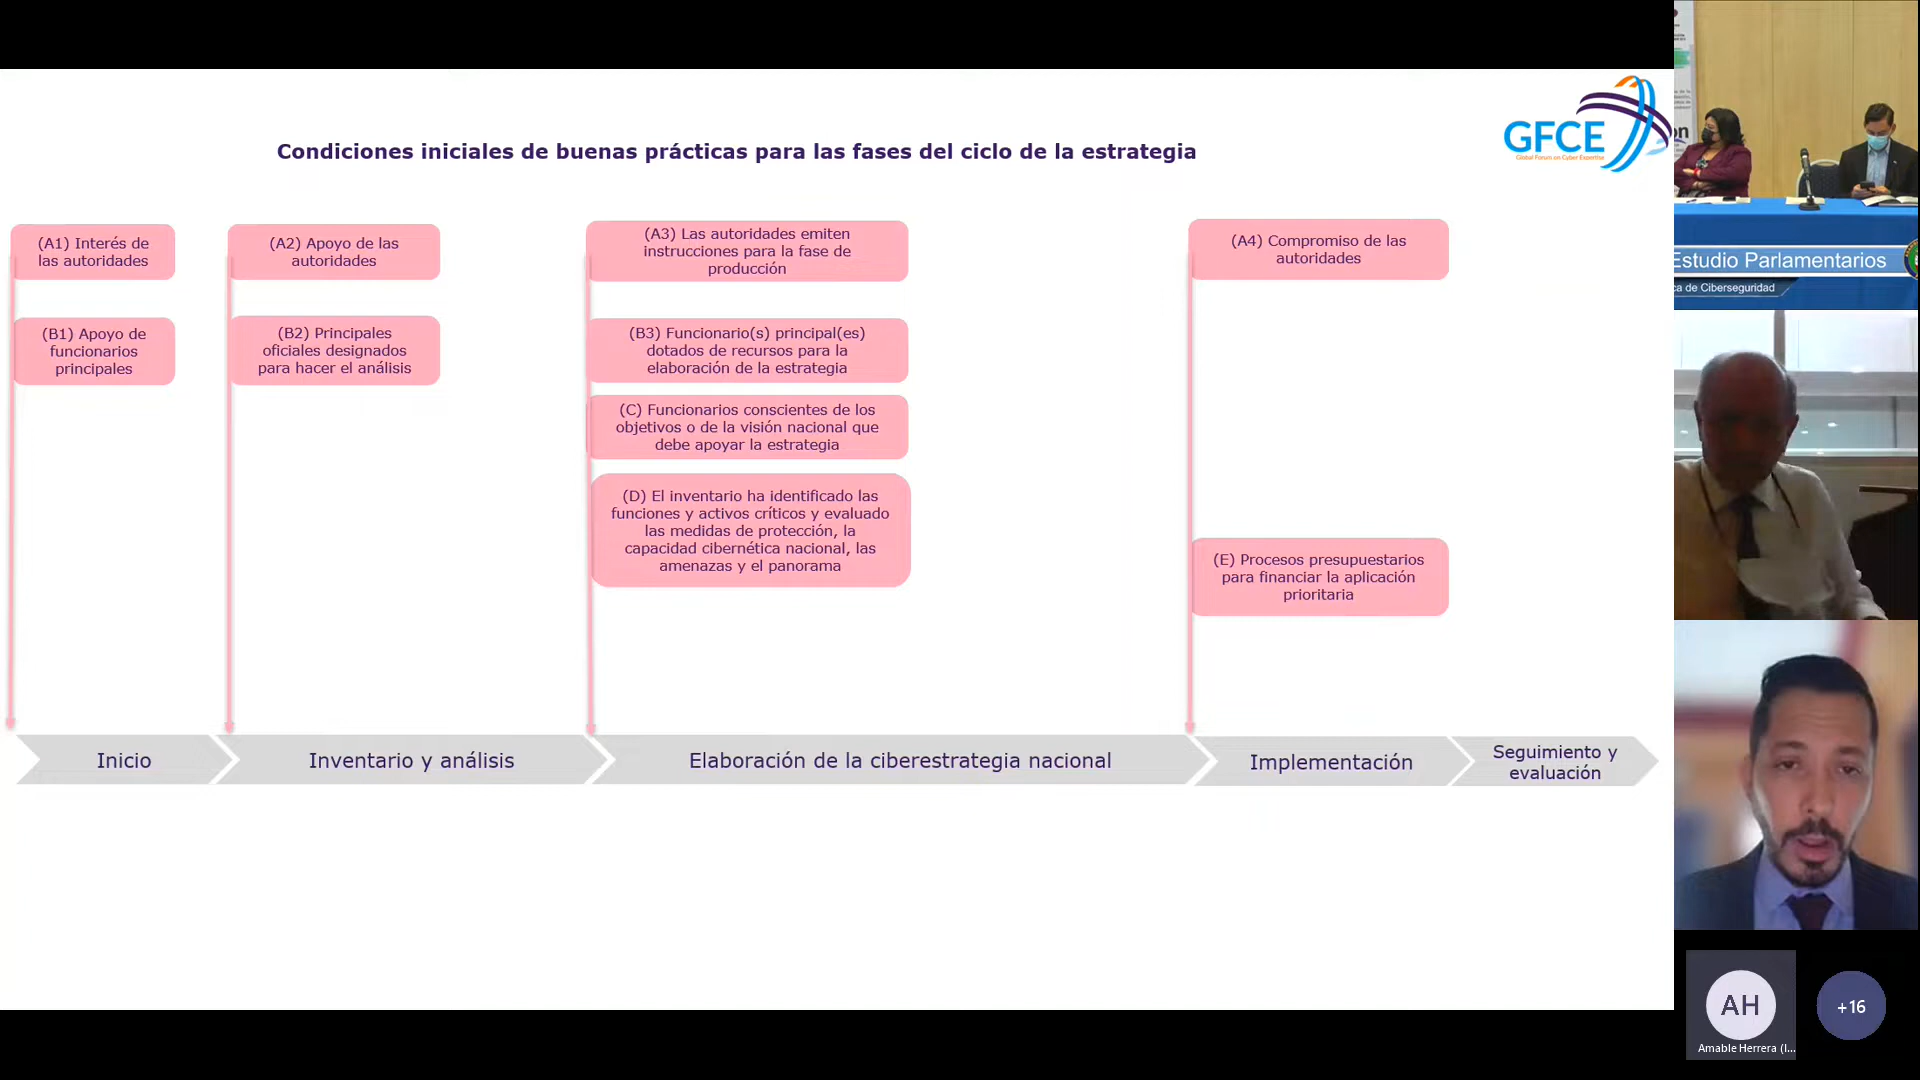 GFCE
Global Forum on Cyber Expertise
Condiciones iniciales de buenas prácticas para las fases del ciclo de la estrategia
(A1) Interés de
las autoridades
(B1) Apoyo de
funcionarios
principales
(A2) Apoyo de las
autoridades
(B2) Principales
oficiales designados
para hacer el análisis
(A3) Las autoridades emiten
instrucciones para la fase de
producción
(B3) Funcionario(s) principal(es)
dotados de recursos para la
elaboración de la estrategia
(C) Funcionarios conscientes de los
objetivos o de la visión nacional que
debe apoyar la estrategia
(D) El inventario ha identificado las
funciones y activos críticos y evaluado
las medidas de protección, la
capacidad cibernética nacional, las
amenazas y el panorama
(A4) Compromiso de las
autoridades
(E) Procesos presupuestarios
para financiar la aplicación
prioritaria
Inicio
Inventario y análisis
Elaboración de la ciberestrategia nacional
Implementación
Seguimiento y
evaluación
on
Estudio Parlamentarios
ca de Ciberseguridad
AH
Amable Herrera (I...
+16